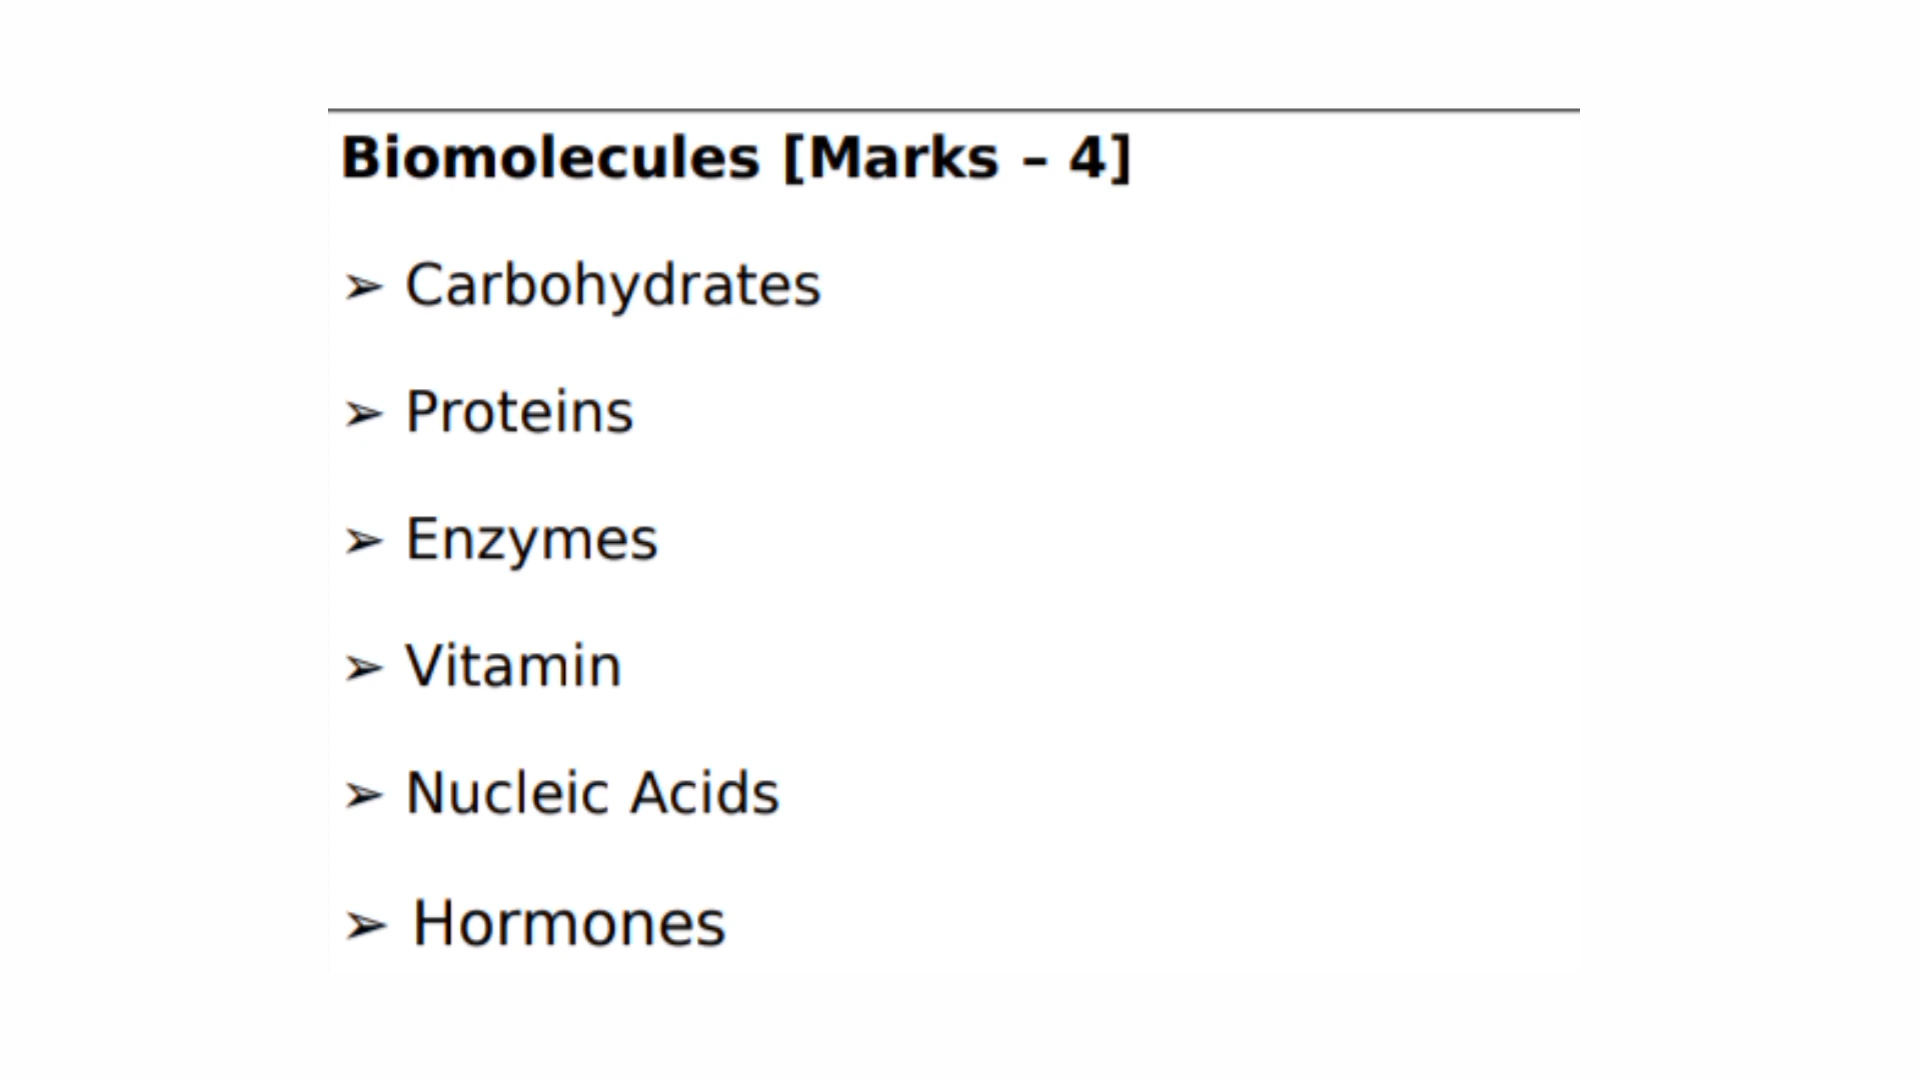 Biomolecules [Marks – 4]
➢ Carbohydrates
➢ Proteins
➢ Enzymes
➢ Vitamin
➢ Nucleic Acids
➢ Hormones